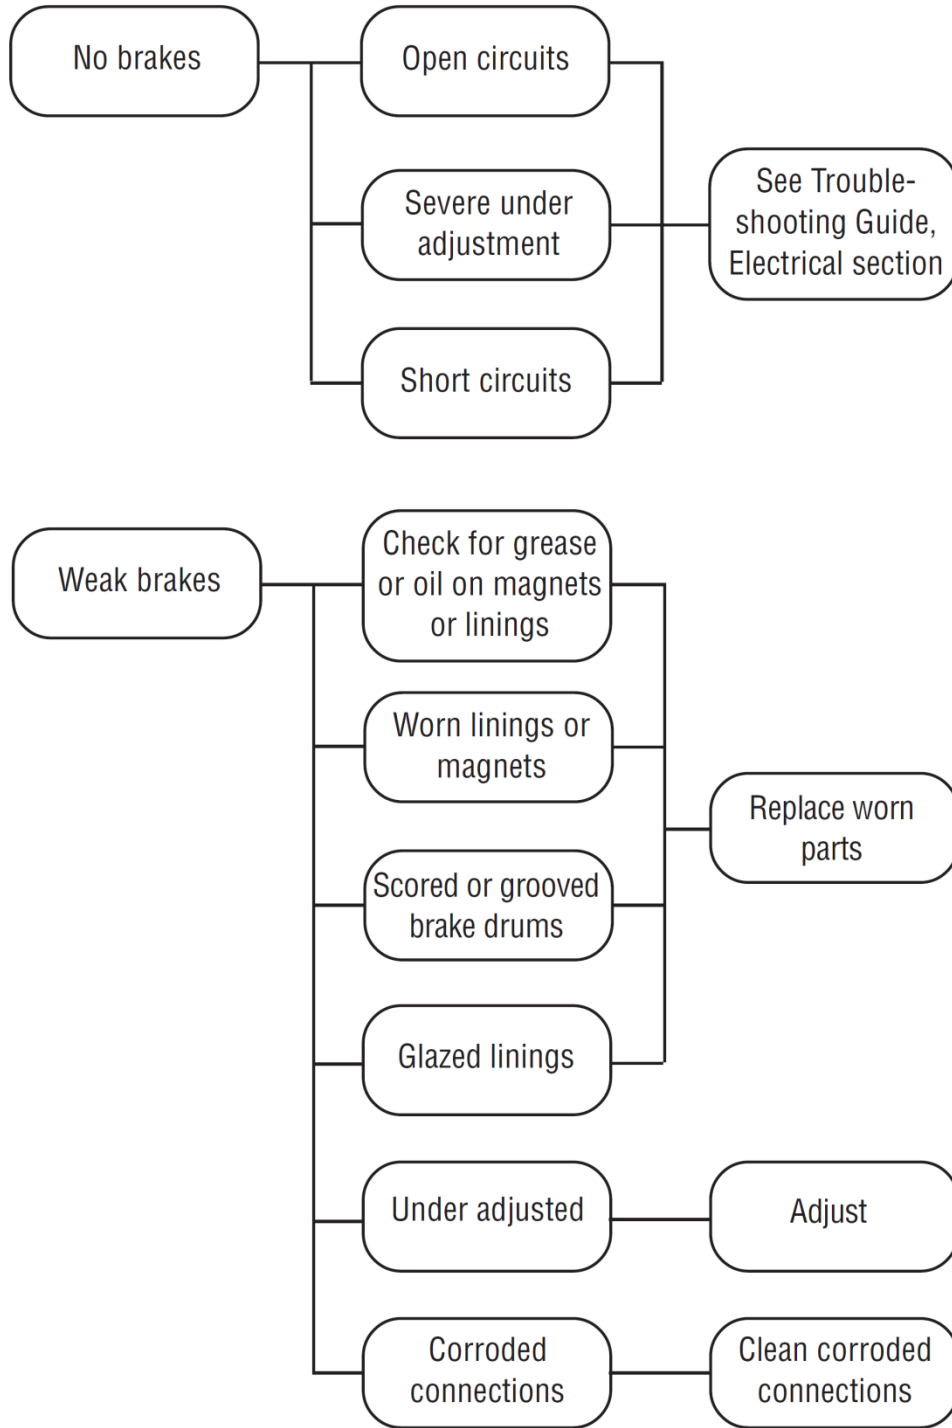 No brakes
Open circuits
Severe under
adjustment
Short circuits
See Trouble-
shooting Guide,
Electrical section
Weak brakes
Check for grease
or oil on magnets
or linings
Worn linings or
magnets
Scored or grooved
brake drums
Glazed linings
Replace worn
parts
Under adjusted
Adjust
Corroded
connections
Clean corroded
connections